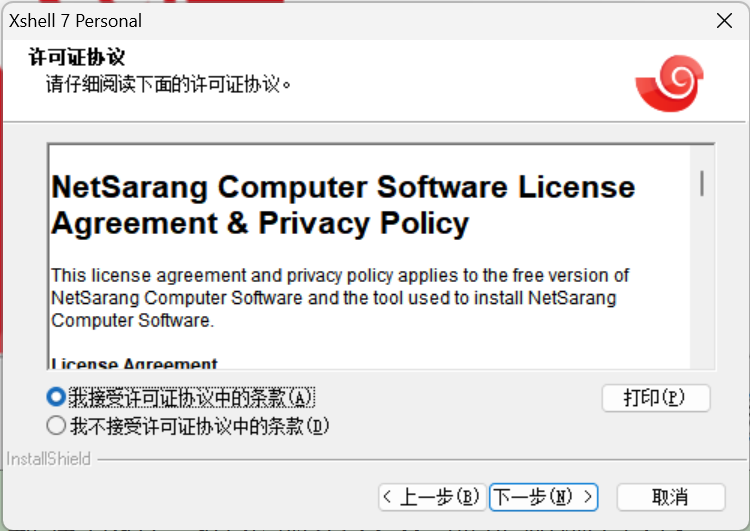 Xshell 7 Personal
许可证协议
请仔细阅读下面的许可证协议。
NetSarang Computer Software License
Agreement & Privacy Policy
This license agreement and privacy policy applies to the free version of
NetSarang Computer Software and the tool used to install NetSarang
Computer Software.
License Agreement
我接受许可证协议中的条款(A)
打印(P)
我不接受许可证协议中的条款(D)
InstallShield
< 上一步(B)
下一步(N) >
取消